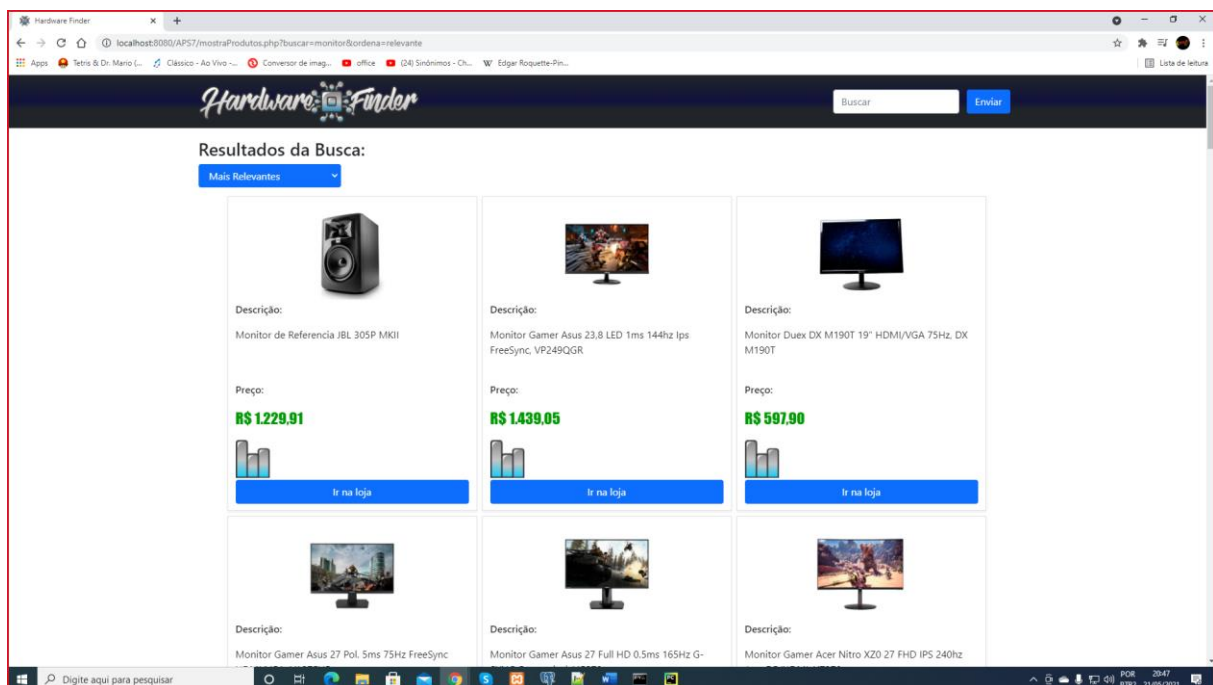 Hardware Finder
localhost:8080/APS7/mostraProdutos.php?buscar=monitor&ordena=relevante
Apps Tetris & Dr. Mario (... Clássico - Ao Vivo -... Conversor de imag... office (24) Sinônimos - Ch... Edgar Roquette-Pin... Lista de leitura
Hardware Finder Buscar Enviar
Resultados da Busca:
Mais Relevantes
Descrição:
Monitor de Referencia JBL 305P MKII
Preço:
R$ 1.229,91
Ir na loja
Descrição:
Monitor Gamer Asus 23,8 LED 1ms 144hz Ips
FreeSync, VP249QGR
Preço:
R$ 1.439,05
Ir na loja
Descrição:
Monitor Duex DX M190T 19" HDMI/VGA 75Hz, DX
M190T
Preço:
R$ 597,90
Ir na loja
Descrição:
Monitor Gamer Asus 27 Pol. 5ms 75Hz FreeSync
Descrição:
Monitor Gamer Asus 27 Full HD 0.5ms 165Hz G-
Descrição:
Monitor Gamer Acer Nitro XZ0 27 FHD IPS 240hz
Digite aqui para pesquisar
POR 20:47
PTB2 21/05/2021